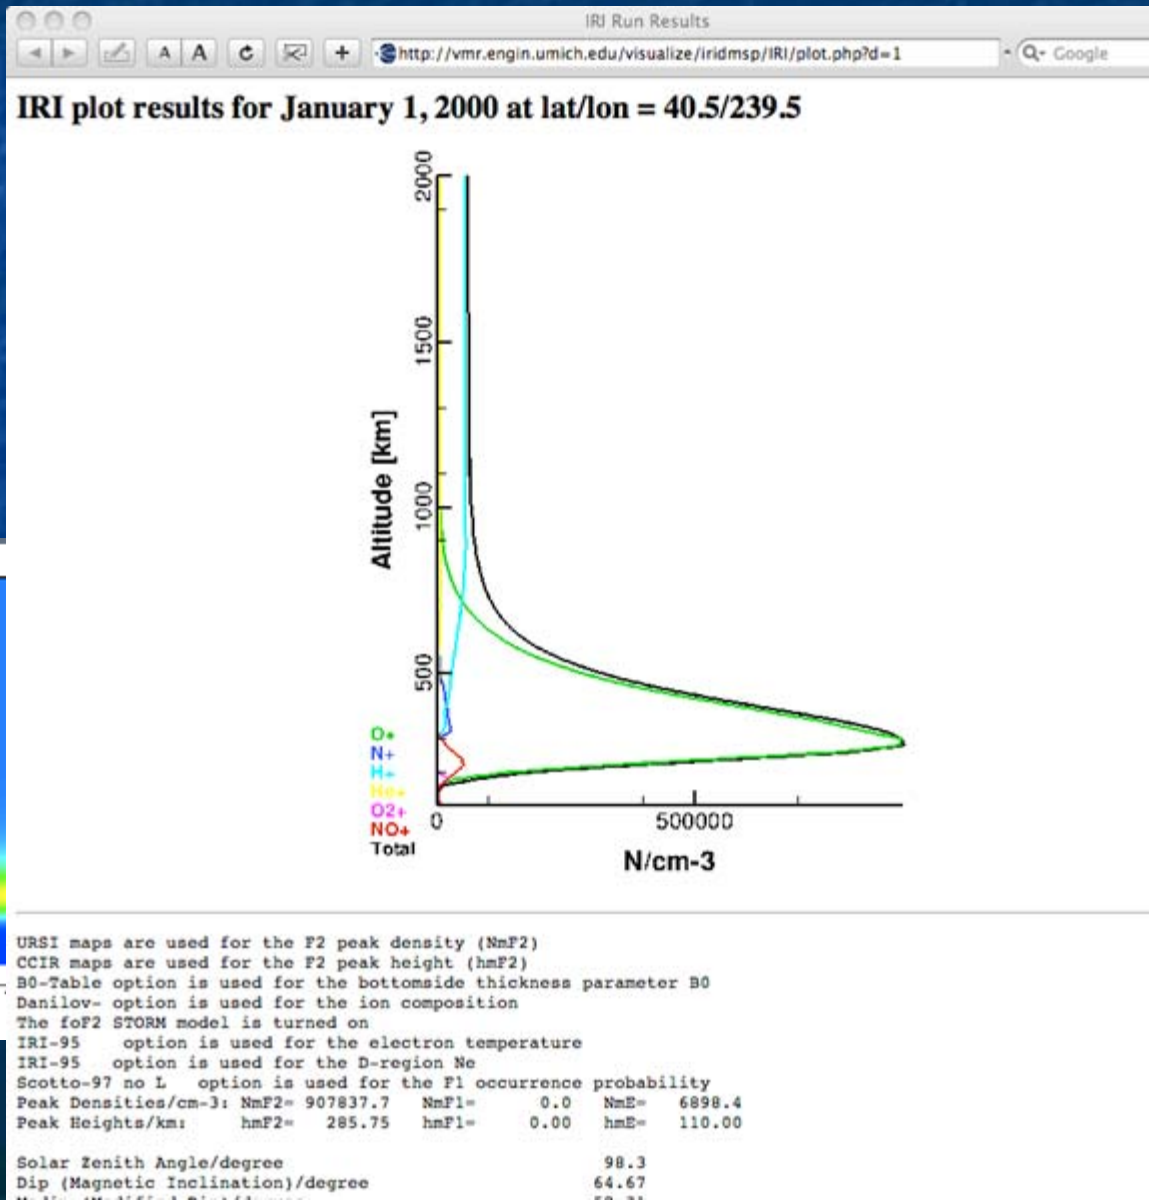 IRI Run Results
A A
http://vmr.engin.umich.edu/visualize/iridmsp/IRI/plot.php?d=1
Google
IRI plot results for January 1, 2000 at lat/lon = 40.5/239.5
2000
1500
1000
500
Altitude [km]
O+
N+
H+
He+
O2+
NO+
Total
0
500000
N/cm-3
URSI maps are used for the F2 peak density (NmF2)
CCIR maps are used for the F2 peak height (hmF2)
B0-Table option is used for the bottomside thickness parameter B0
Danilov- option is used for the ion composition
The foF2 STORM model is turned on
IRI-95 option is used for the electron temperature
IRI-95 option is used for the D-region Ne
Scotto-97 no L option is used for the F1 occurrence probability
Peak Densities/cm-3: NmF2= 907837.7 NmF1= 0.0 NmE= 6898.4
Peak Heights/km: hmF2= 285.75 hmF1= 0.00 hmE= 110.00
Solar Zenith Angle/degree 98.3
Dip (Magnetic Inclination)/degree 64.67